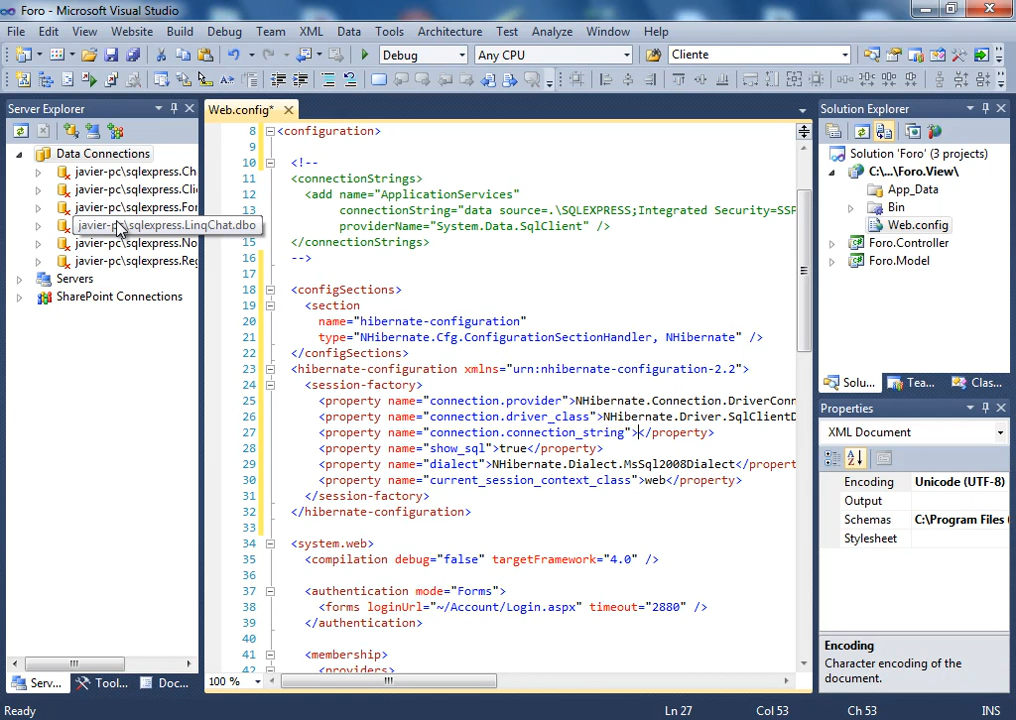 Foro - Microsoft Visual Studio
File Edit View Website Build Debug Team XML Data Tools Architecture Test Analyze Window Help
Debug Any CPU Cliente
Server Explorer
Data Connections
javier-pc\sqlexpress.Ch
javier-pc\sqlexpress.Cli
javier-pc\sqlexpress.For
javier-pc\sqlexpress.LinqChat.dbo
javier-pc\sqlexpress.No
javier-pc\sqlexpress.Reg
Servers
SharePoint Connections
Serv... Tool... Doc...
Web.config*
8 <configuration>
9
10 <!--
11 <connectionStrings>
12 <add name="ApplicationServices"
13 connectionString="data source=.\SQLEXPRESS;Integrated Security=SSP
14 providerName="System.Data.SqlClient" />
15 </connectionStrings>
16 -->
17
18 <configSections>
19 <section
20 name="hibernate-configuration"
21 type="NHibernate.Cfg.ConfigurationSectionHandler, NHibernate" />
22 </configSections>
23 <hibernate-configuration xmlns="urn:nhibernate-configuration-2.2">
24 <session-factory>
25 <property name="connection.provider">NHibernate.Connection.DriverConn
26 <property name="connection.driver_class">NHibernate.Driver.SqlClientD
27 <property name="connection.connection_string"></property>
28 <property name="show_sql">true</property>
29 <property name="dialect">NHibernate.Dialect.MsSql2008Dialect</propert
30 <property name="current_session_context_class">web</property>
31 </session-factory>
32 </hibernate-configuration>
33
34 <system.web>
35 <compilation debug="false" targetFramework="4.0" />
36
37 <authentication mode="Forms">
38 <forms loginUrl="~/Account/Login.aspx" timeout="2880" />
39 </authentication>
40
41 <membership>
42 <providers>
100 %
Solution Explorer
Solution 'Foro' (3 projects)
C:\...\Foro.View\
App_Data
Bin
Web.config
Foro.Controller
Foro.Model
Solu... Tea... Clas...
Properties
XML Document
Encoding Unicode (UTF-8)
Output
Schemas C:\Program Files (
Stylesheet
Encoding
Character encoding of the
document.
Ready Ln 27 Col 53 Ch 53 INS